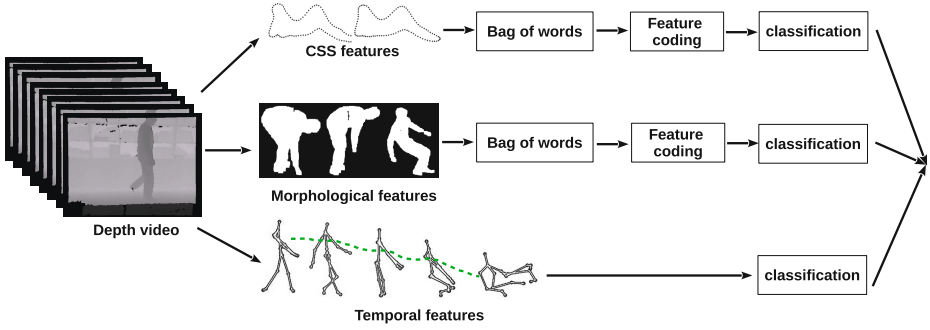 CSS features
Bag of words
Feature
coding
classification
Morphological features
Bag of words
Feature
coding
classification
Depth video
Temporal features
classification